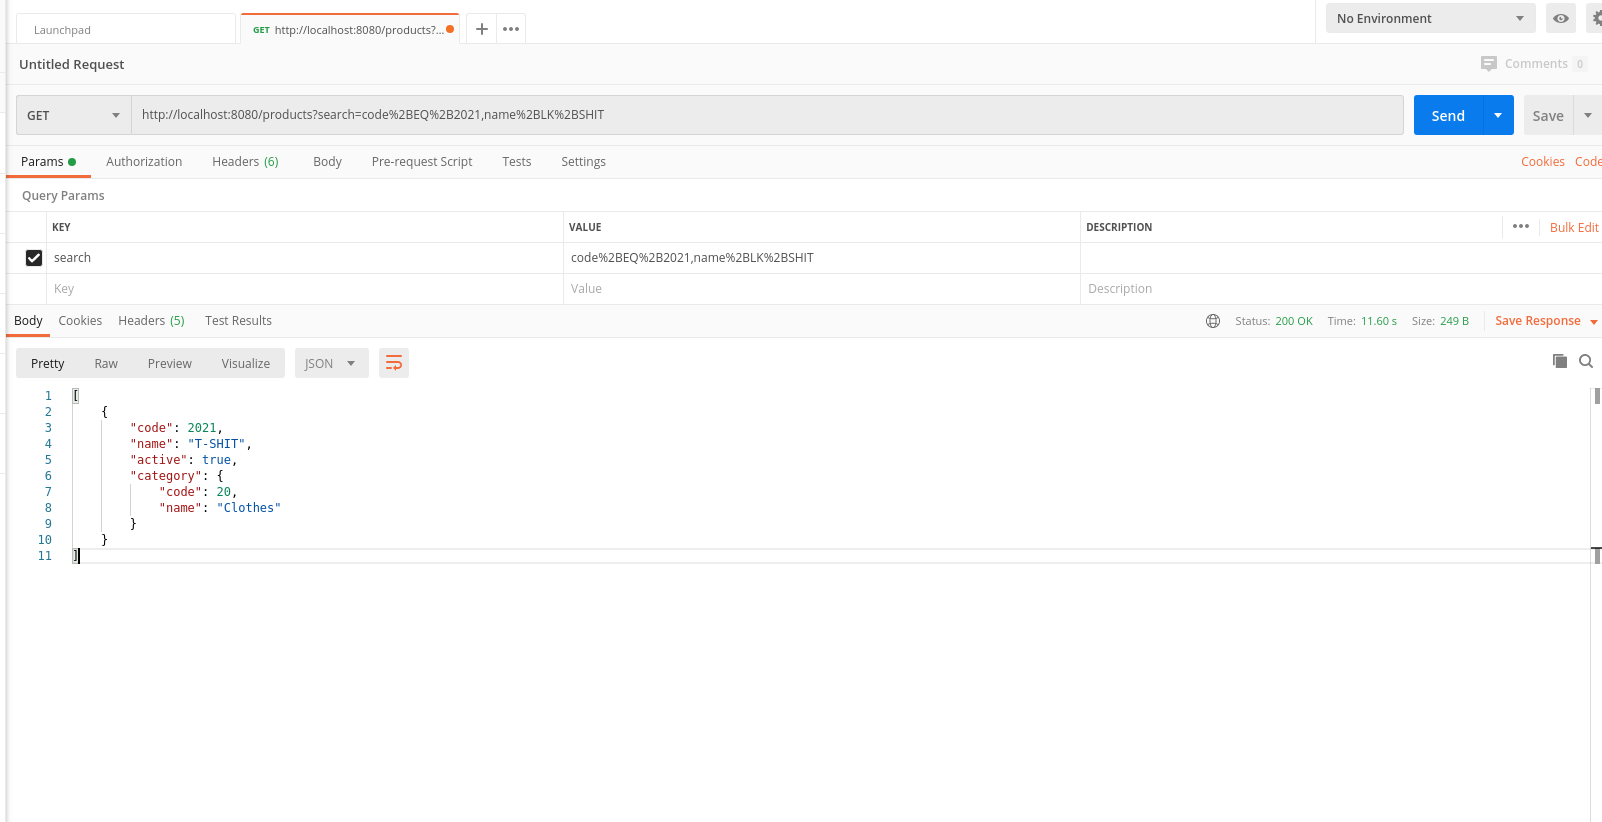 Launchpad
GET http://localhost:8080/products?...
No Environment
Untitled Request
Comments 0
GET
http://localhost:8080/products?search=code%2BEQ%2B2021,name%2BLK%2BSHIT
Send
Save
Params
Authorization
Headers (6)
Body
Pre-request Script
Tests
Settings
Cookies
Code
Query Params
KEY
VALUE
DESCRIPTION
Bulk Edit
search
code%2BEQ%2B2021,name%2BLK%2BSHIT
Key
Value
Description
Body
Cookies
Headers (5)
Test Results
Status: 200 OK
Time: 11.60 s
Size: 249 B
Save Response
Pretty
Raw
Preview
Visualize
JSON
1 [
2 {
3 "code": 2021,
4 "name": "T-SHIT",
5 "active": true,
6 "category": {
7 "code": 20,
8 "name": "Clothes"
9 }
10 }
11 ]